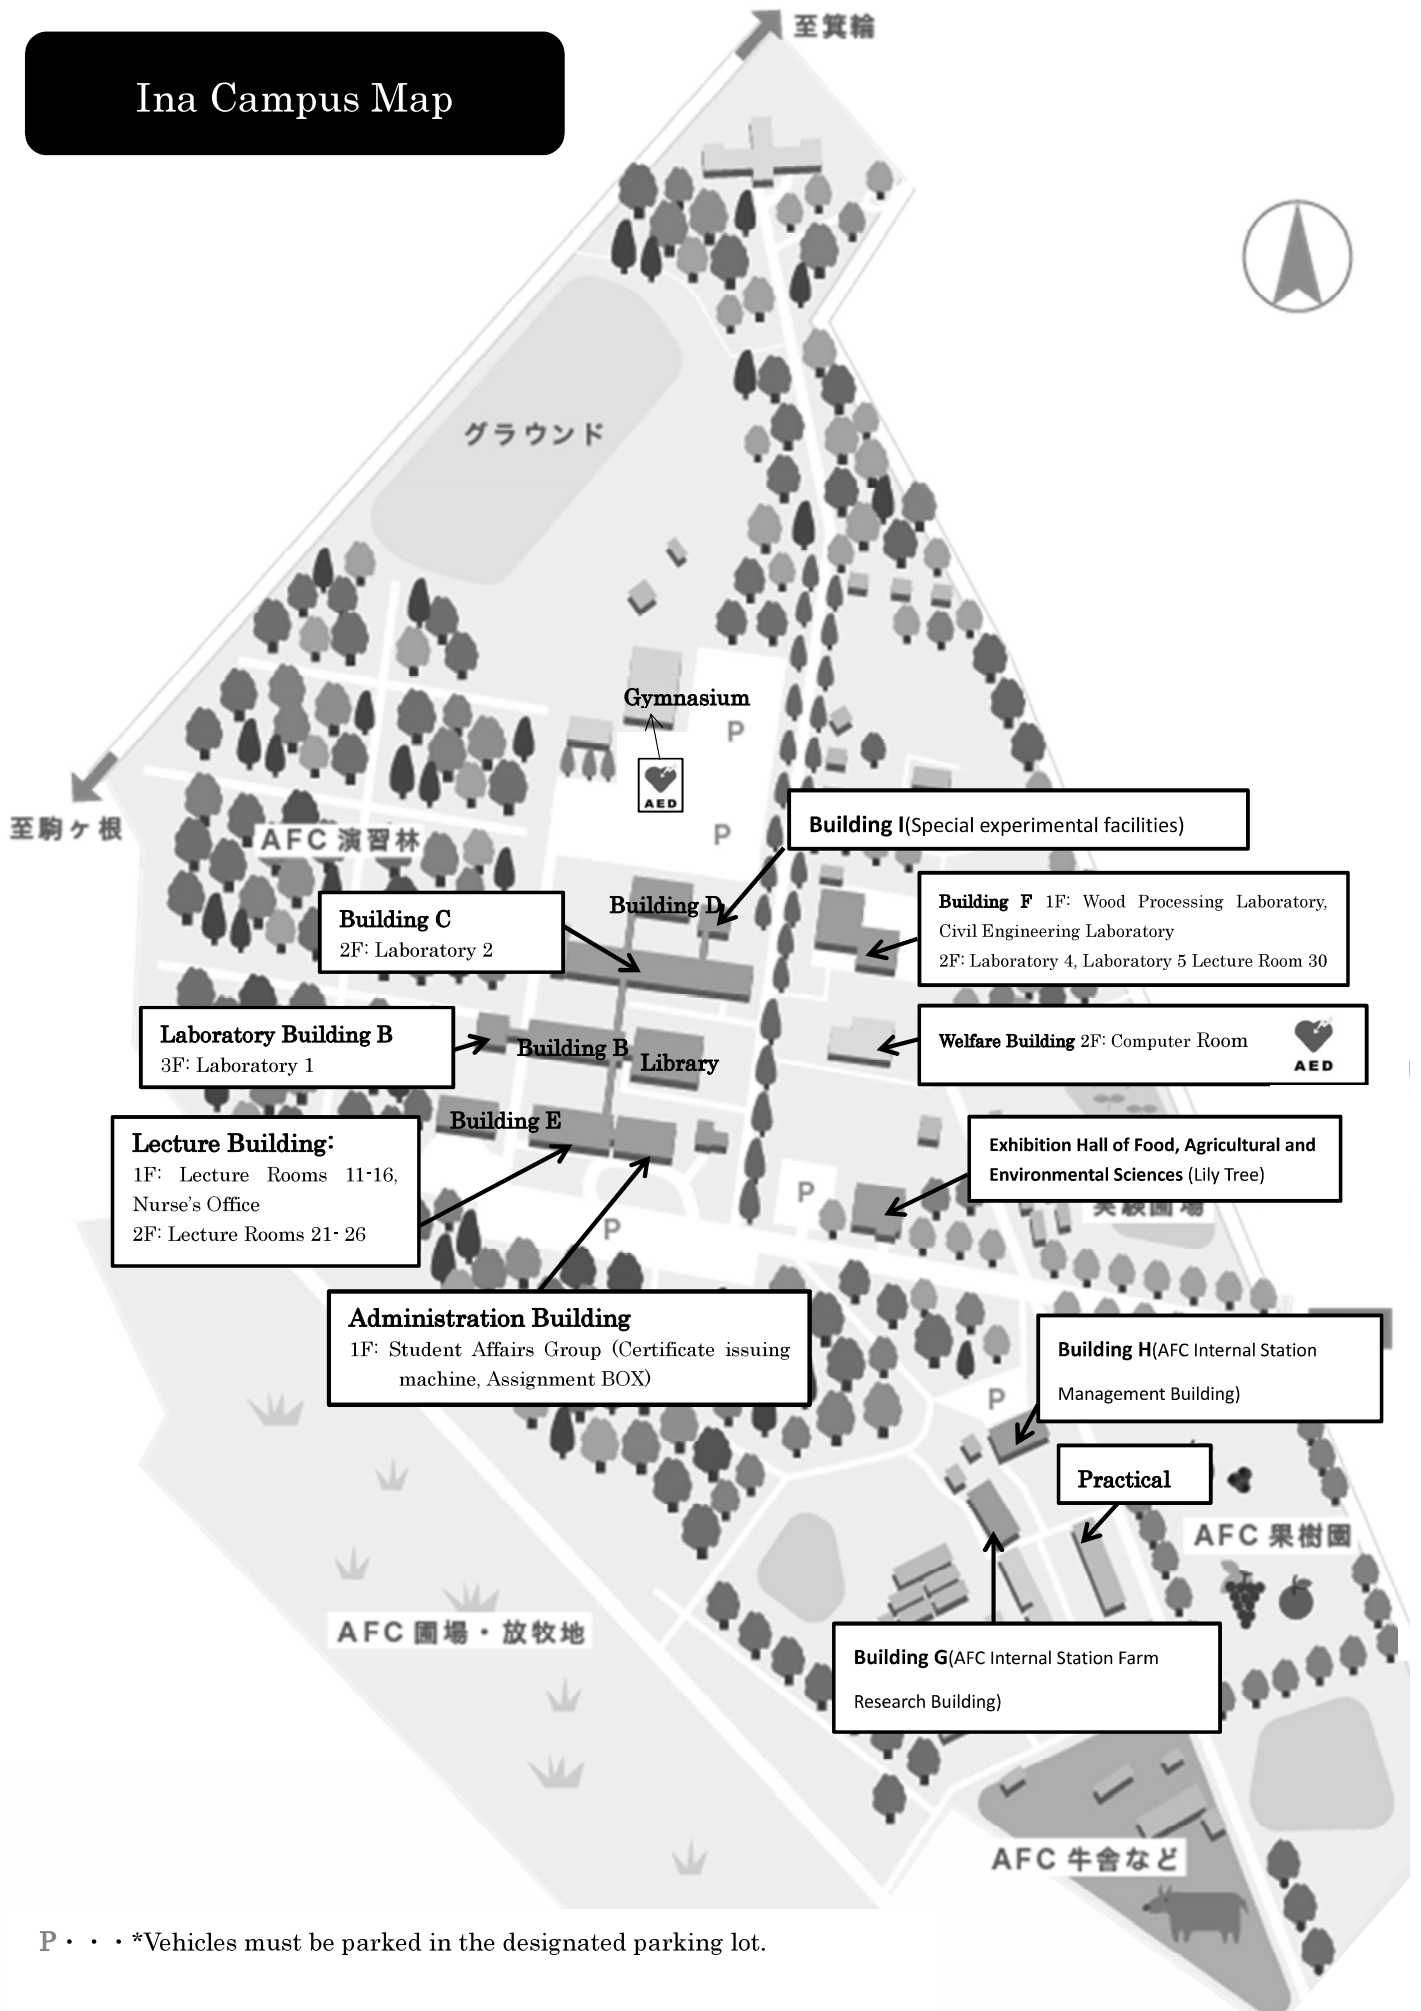 至箕輪
Ina Campus Map
グラウンド
Gymnasium
P
AED
至駒ヶ根
AFC 演習林
P
Building I(Special experimental facilities)
Building D
Building C
2F: Laboratory 2
Building F 1F: Wood Processing Laboratory,
Civil Engineering Laboratory
2F: Laboratory 4, Laboratory 5 Lecture Room 30
Laboratory Building B
3F: Laboratory 1
Building B
Library
Welfare Building 2F: Computer Room
AED
Building E
Lecture Building:
1F: Lecture Rooms 11-16,
Nurse's Office
2F: Lecture Rooms 21- 26
Exhibition Hall of Food, Agricultural and
Environmental Sciences (Lily Tree)
P
実験圃場
P
Administration Building
1F: Student Affairs Group (Certificate issuing
machine, Assignment BOX)
Building H(AFC Internal Station
Management Building)
P
Practical
AFC 果樹園
AFC 圃場・放牧地
Building G(AFC Internal Station Farm
Research Building)
AFC 牛舎など
P・・・*Vehicles must be parked in the designated parking lot.